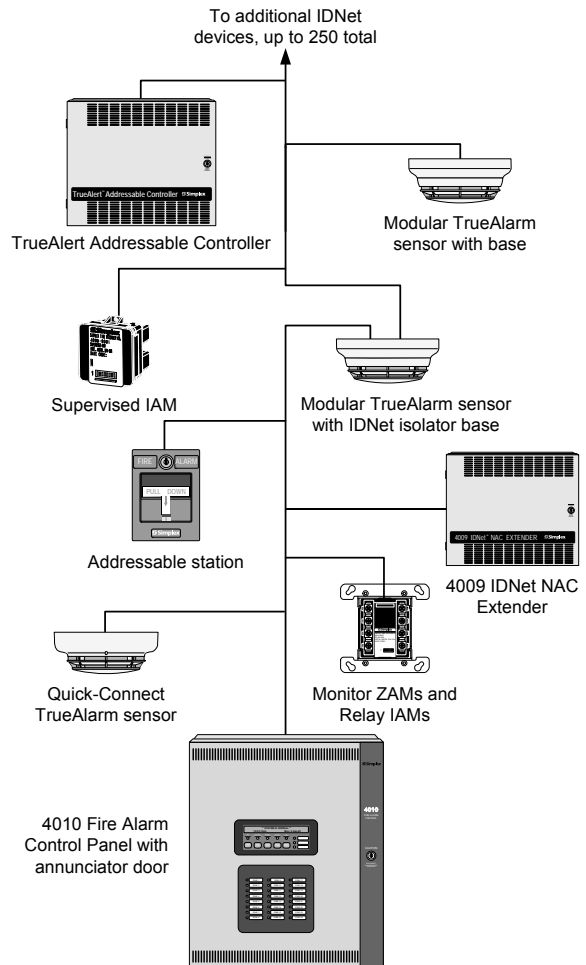 To additional IDNet
devices, up to 250 total
TrueAlert™ Addressable Controller Simplex
TrueAlert Addressable Controller
Modular TrueAlarm
sensor with base
Supervised IAM
Modular TrueAlarm sensor
with IDNet isolator base
FIRE ALARM
PULL DOWN
Simplex
Addressable station
4009 IDNet™ NAC EXTENDER Simplex
4009 IDNet NAC
Extender
Quick-Connect
TrueAlarm sensor
Monitor ZAMs and
Relay IAMs
Simplex
4010
4010 Fire Alarm
Control Panel with
annunciator door